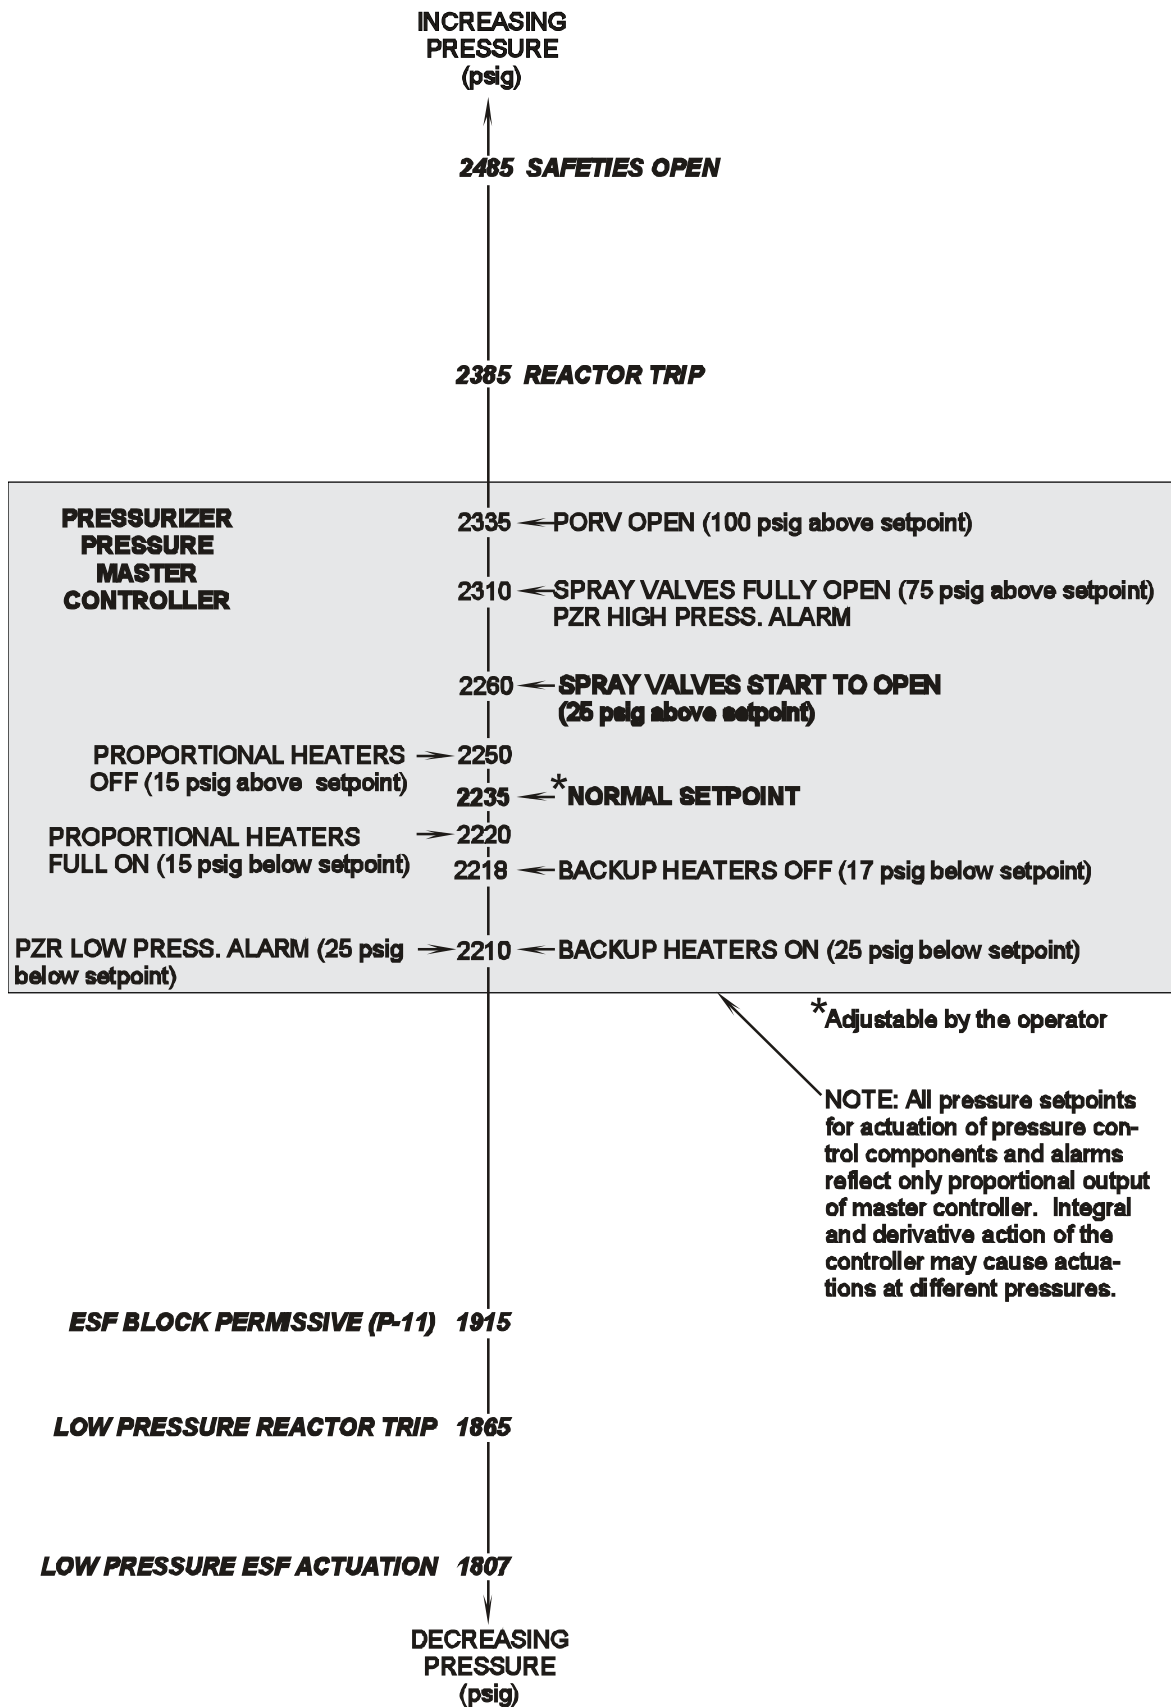 INCREASING
PRESSURE
(psig)
2485 SAFETIES OPEN
2385 REACTOR TRIP
PRESSURIZER
PRESSURE
MASTER
CONTROLLER
2335 PORV OPEN (100 psig above setpoint)
2310 SPRAY VALVES FULLY OPEN (75 psig above setpoint)
PZR HIGH PRESS. ALARM
2260 SPRAY VALVES START TO OPEN
(25 psig above setpoint)
PROPORTIONAL HEATERS 2250
OFF (15 psig above setpoint)
2235 *NORMAL SETPOINT
PROPORTIONAL HEATERS 2220
FULL ON (15 psig below setpoint)
2218 BACKUP HEATERS OFF (17 psig below setpoint)
PZR LOW PRESS. ALARM (25 psig 2210 BACKUP HEATERS ON (25 psig below setpoint)
below setpoint)
*Adjustable by the operator
NOTE: All pressure setpoints
for actuation of pressure con-
trol components and alarms
reflect only proportional output
of master controller. Integral
and derivative action of the
controller may cause actua-
tions at different pressures.
ESF BLOCK PERMISSIVE (P-11) 1915
LOW PRESSURE REACTOR TRIP 1865
LOW PRESSURE ESF ACTUATION 1807
DECREASING
PRESSURE
(psig)